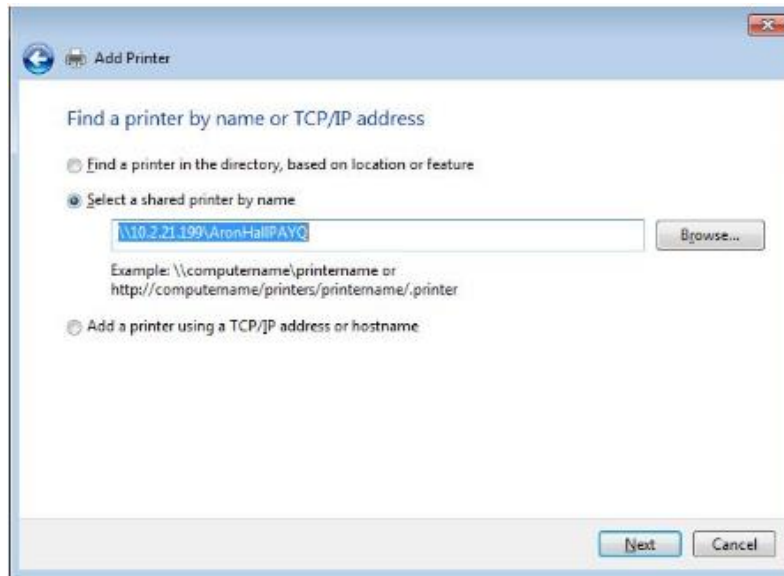 Add Printer
Find a printer by name or TCP/IP address
Find a printer in the directory, based on location or feature
Select a shared printer by name
\\10.2.21.199\AronHallPAYQ
Browse...
Example: \\computername\printername or
http://computername/printers/printername/.printer
Add a printer using a TCP/IP address or hostname
Next
Cancel